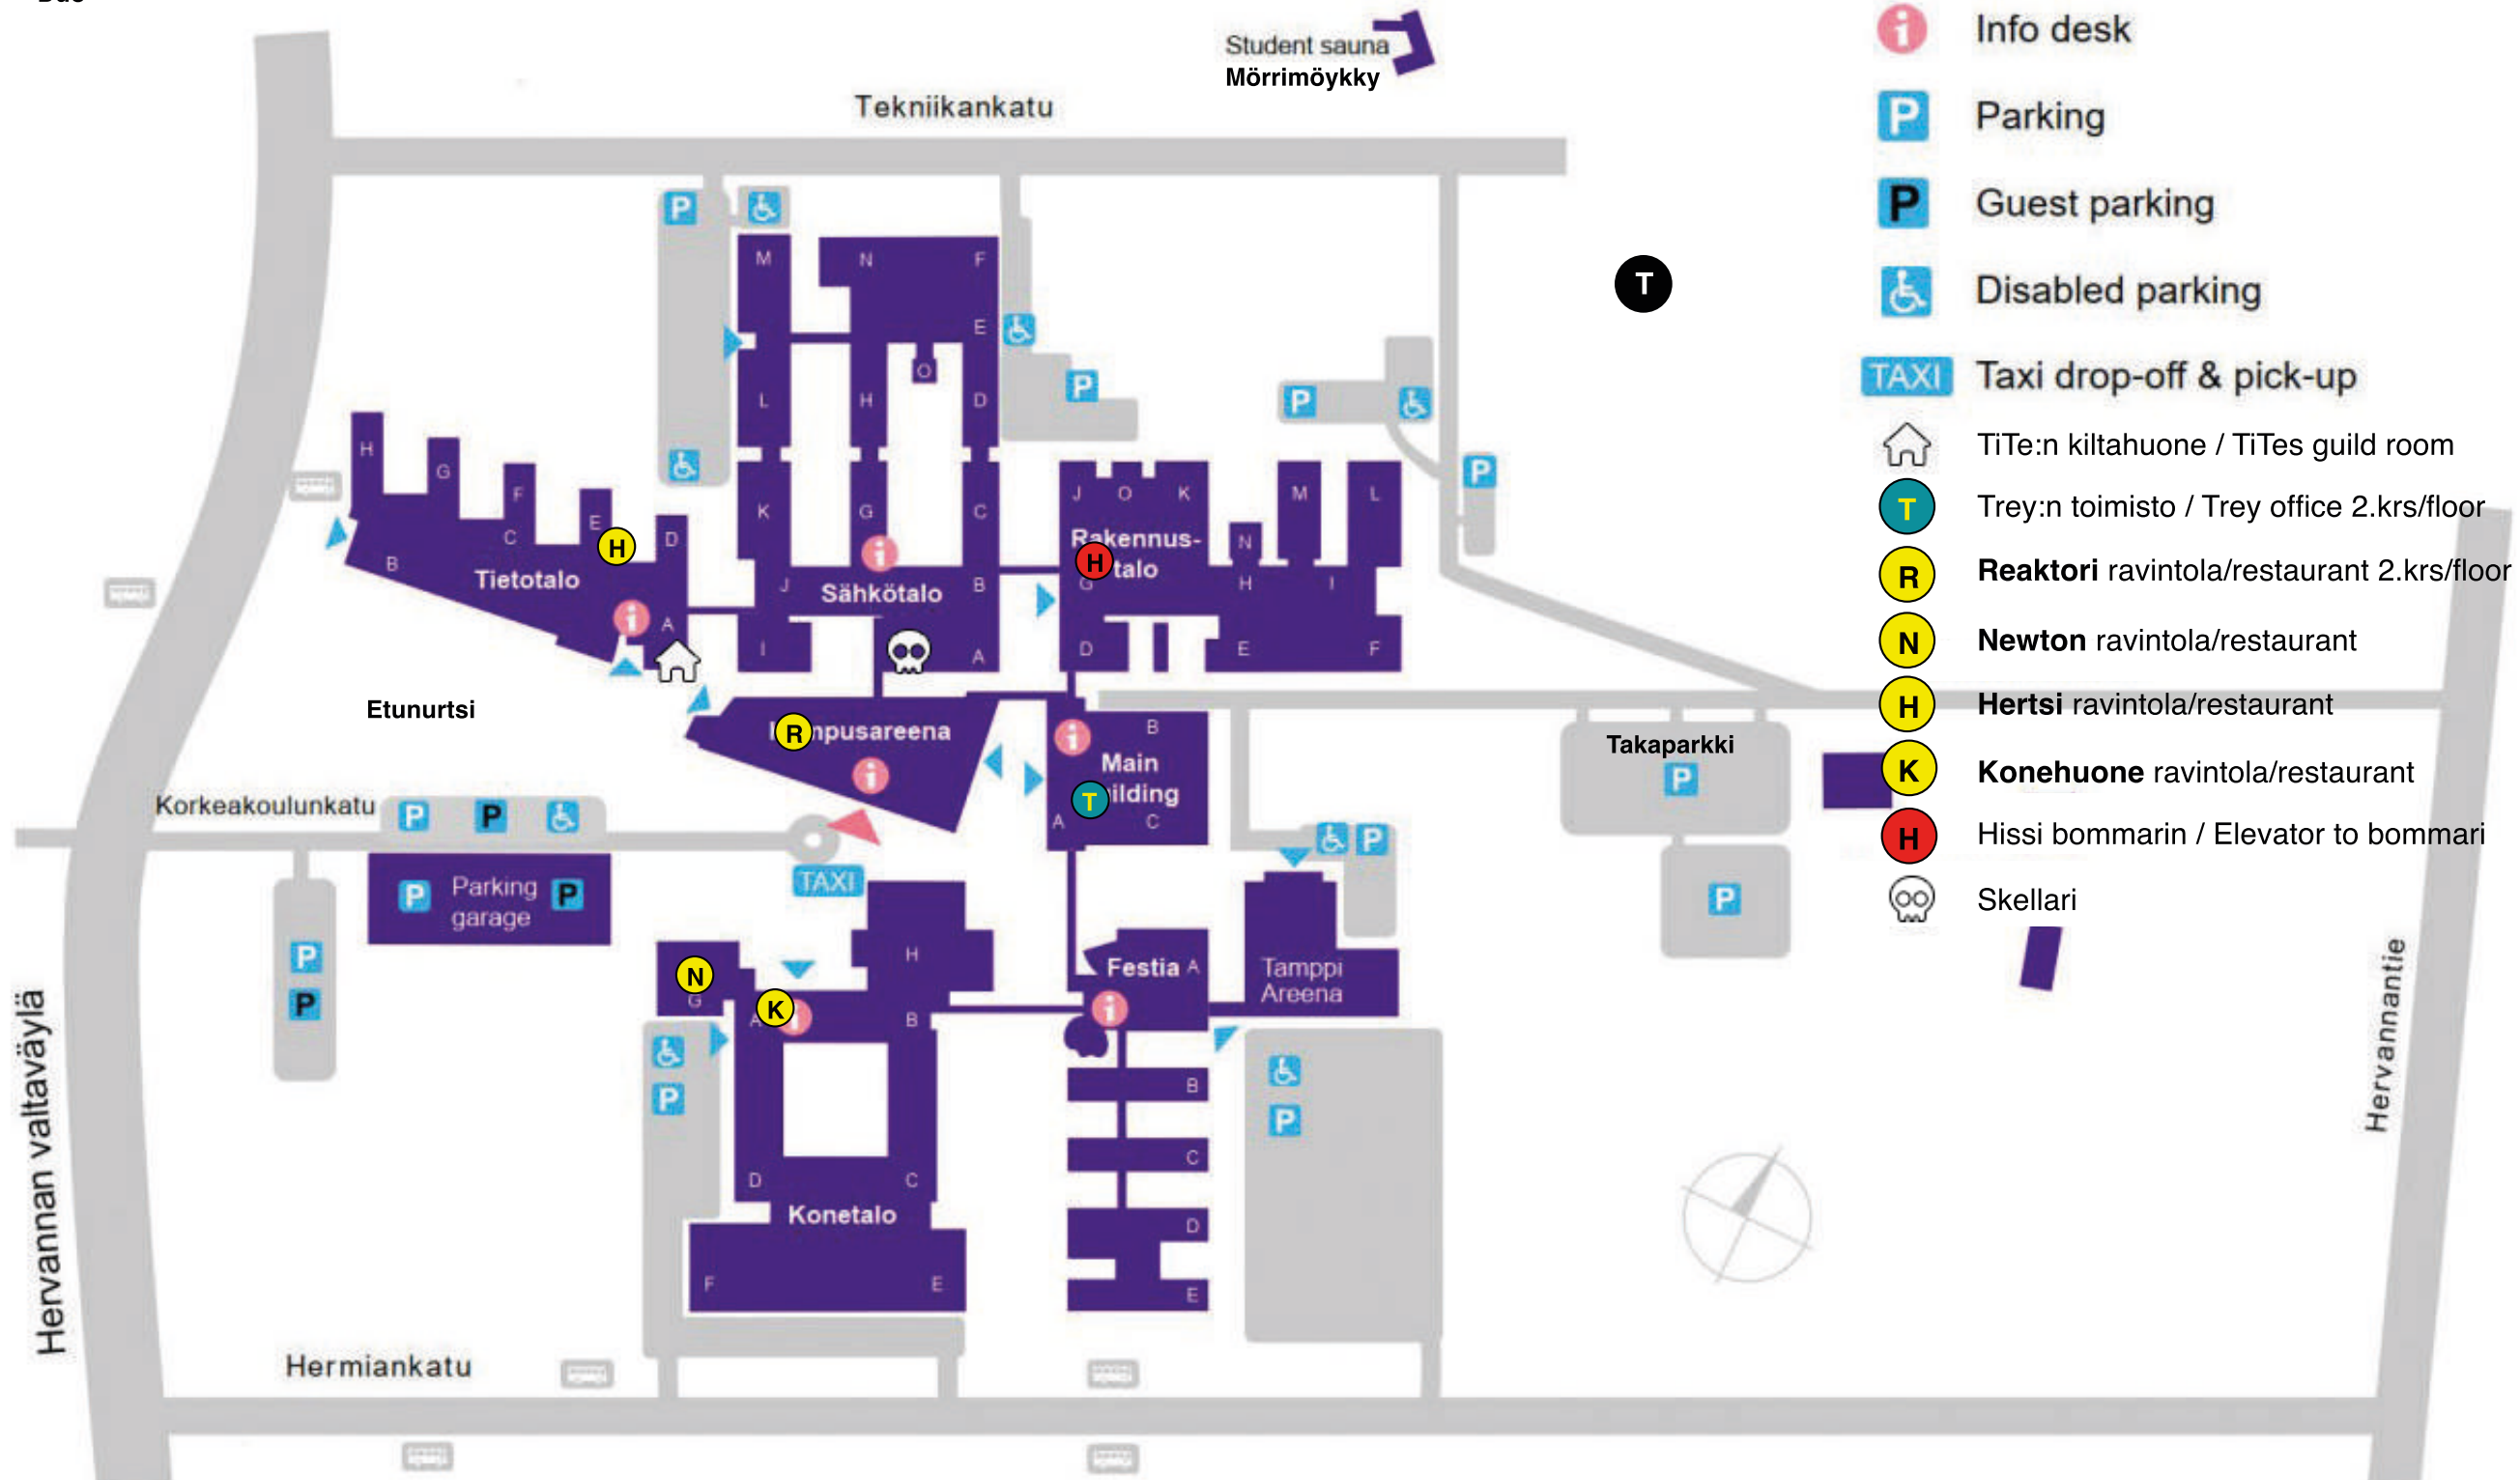 Student sauna
Mörrimöykky
Tekniikankatu
i Info desk
P Parking
P Guest parking
Disabled parking
TAXI Taxi drop-off & pick-up
TiTe:n kiltahuone / TiTes guild room
T Trey:n toimisto / Trey office 2.krs/floor
R Reaktori ravintola/restaurant 2.krs/floor
N Newton ravintola/restaurant
H Hertsi ravintola/restaurant
K Konehuone ravintola/restaurant
H Hissi bommarin / Elevator to bommari
Skellari
P
M N F
T
E
O
P
L H D
P
P
H
G
F
E
D
C
B
H
Tietotalo
i
A
K G C
i
J Sähkötalo B
I A
J O K M L
Rakennus-
talo
H
G
N
H I
D E F
Etunurtsi
R
mpusareena
i
i
B
Main
ilding
T
A C
Takaparkki
P
P
Korkeakoulunkatu
P P
P Parking
garage P
TAXI
P
P
P
N
G
H
K
A i
B
P
D C
Konetalo
F E
Festia A
i
Tamppi
Areena
B
C
D
E
P
Hervannan valtaväylä
Hervannantie
Hermiankatu